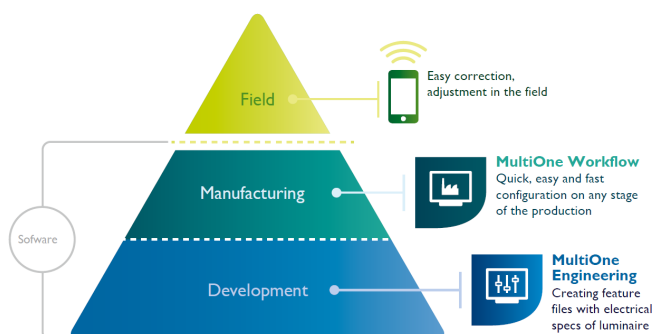 Field
Easy correction,
adjustment in the field
MultiOne Workflow
Manufacturing
Quick, easy and fast
configuration on any stage
of the production
Sofware
MultiOne
Engineering
Development
Creating feature
files with electrical
specs of luminaire